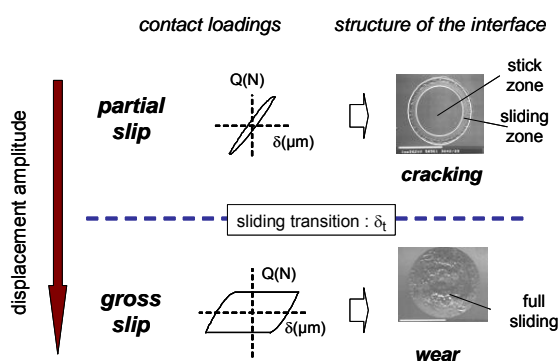 contact loadings
structure of the interface
displacement amplitude
partial
slip
Q(N)
δ(µm)
stick
zone
sliding
zone
cracking
sliding transition : δt
gross
slip
Q(N)
δ(µm)
full
sliding
wear